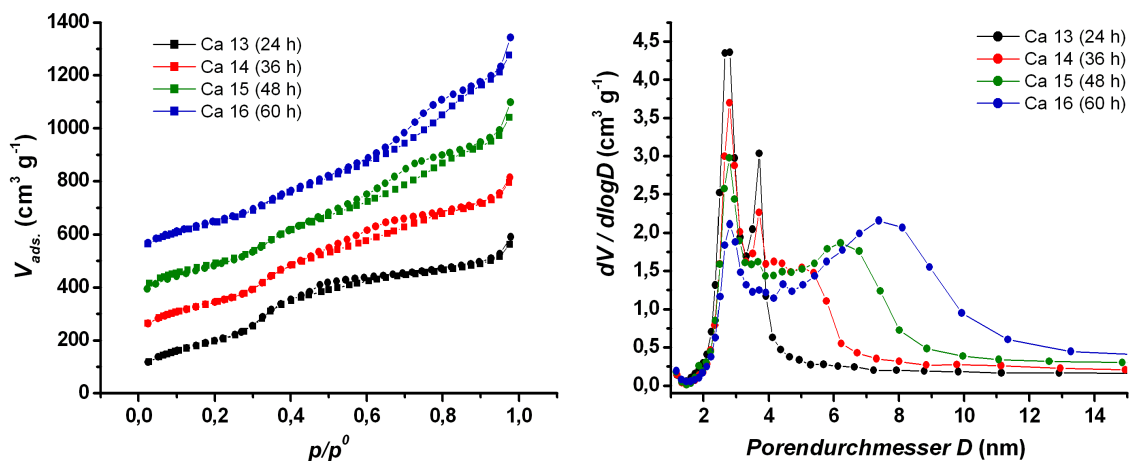 1400
1200
1000
800
600
400
200
0
V ads. (cm³ g⁻¹)
Ca 13 (24 h)
Ca 14 (36 h)
Ca 15 (48 h)
Ca 16 (60 h)
0,0 0,2 0,4 0,6 0,8 1,0
p/p⁰
4,5
4,0
3,5
3,0
2,5
2,0
1,5
1,0
0,5
0,0
dV / dlogD (cm³ g⁻¹)
Ca 13 (24 h)
Ca 14 (36 h)
Ca 15 (48 h)
Ca 16 (60 h)
2 4 6 8 10 12 14
Porendurchmesser D (nm)